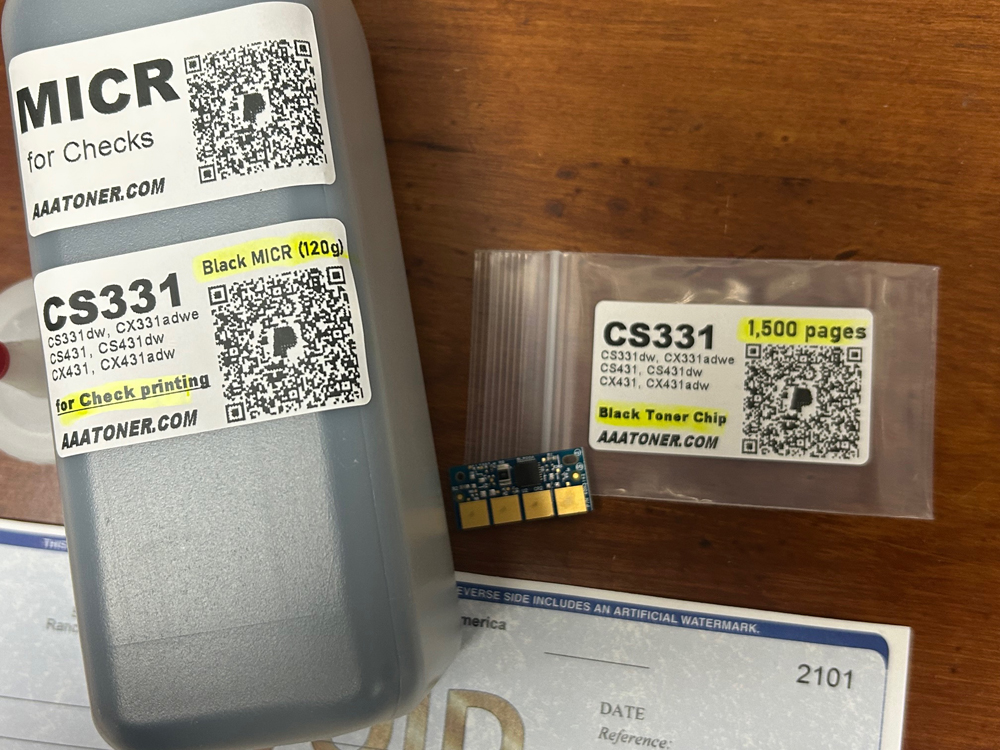 MICR
for Checks
AAATONER.COM
Black MICR (120g)
CS331
CS331dw, CX331adwe
CS431, CS431dw
CX431, CX431adw
for Check printing
AAATONER.COM
CS331
1,500 pages
CS331dw, CX331adwe
CS431, CS431dw
CX431, CX431adw
Black Toner Chip
AAATONER.COM
EVERSE SIDE INCLUDES AN ARTIFICIAL WATERMARK.
merica
2101
DATE
Reference: